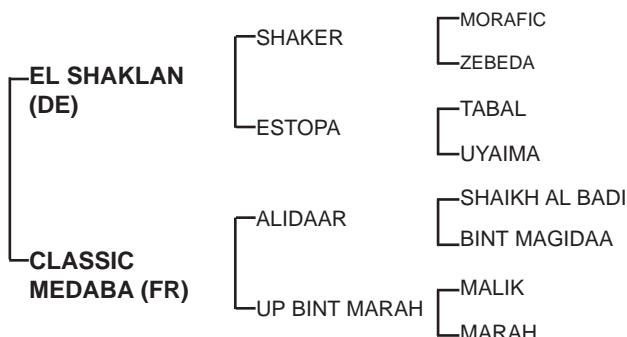 MORAFIC
SHAKER
ZEBEDA
EL SHAKLAN
(DE)
TABAL
ESTOPA
UYAIMA
SHAIKH AL BADI
ALIDAAR
BINT MAGIDAA
CLASSIC
MEDABA (FR)
MALIK
UP BINT MARAH
MARAH